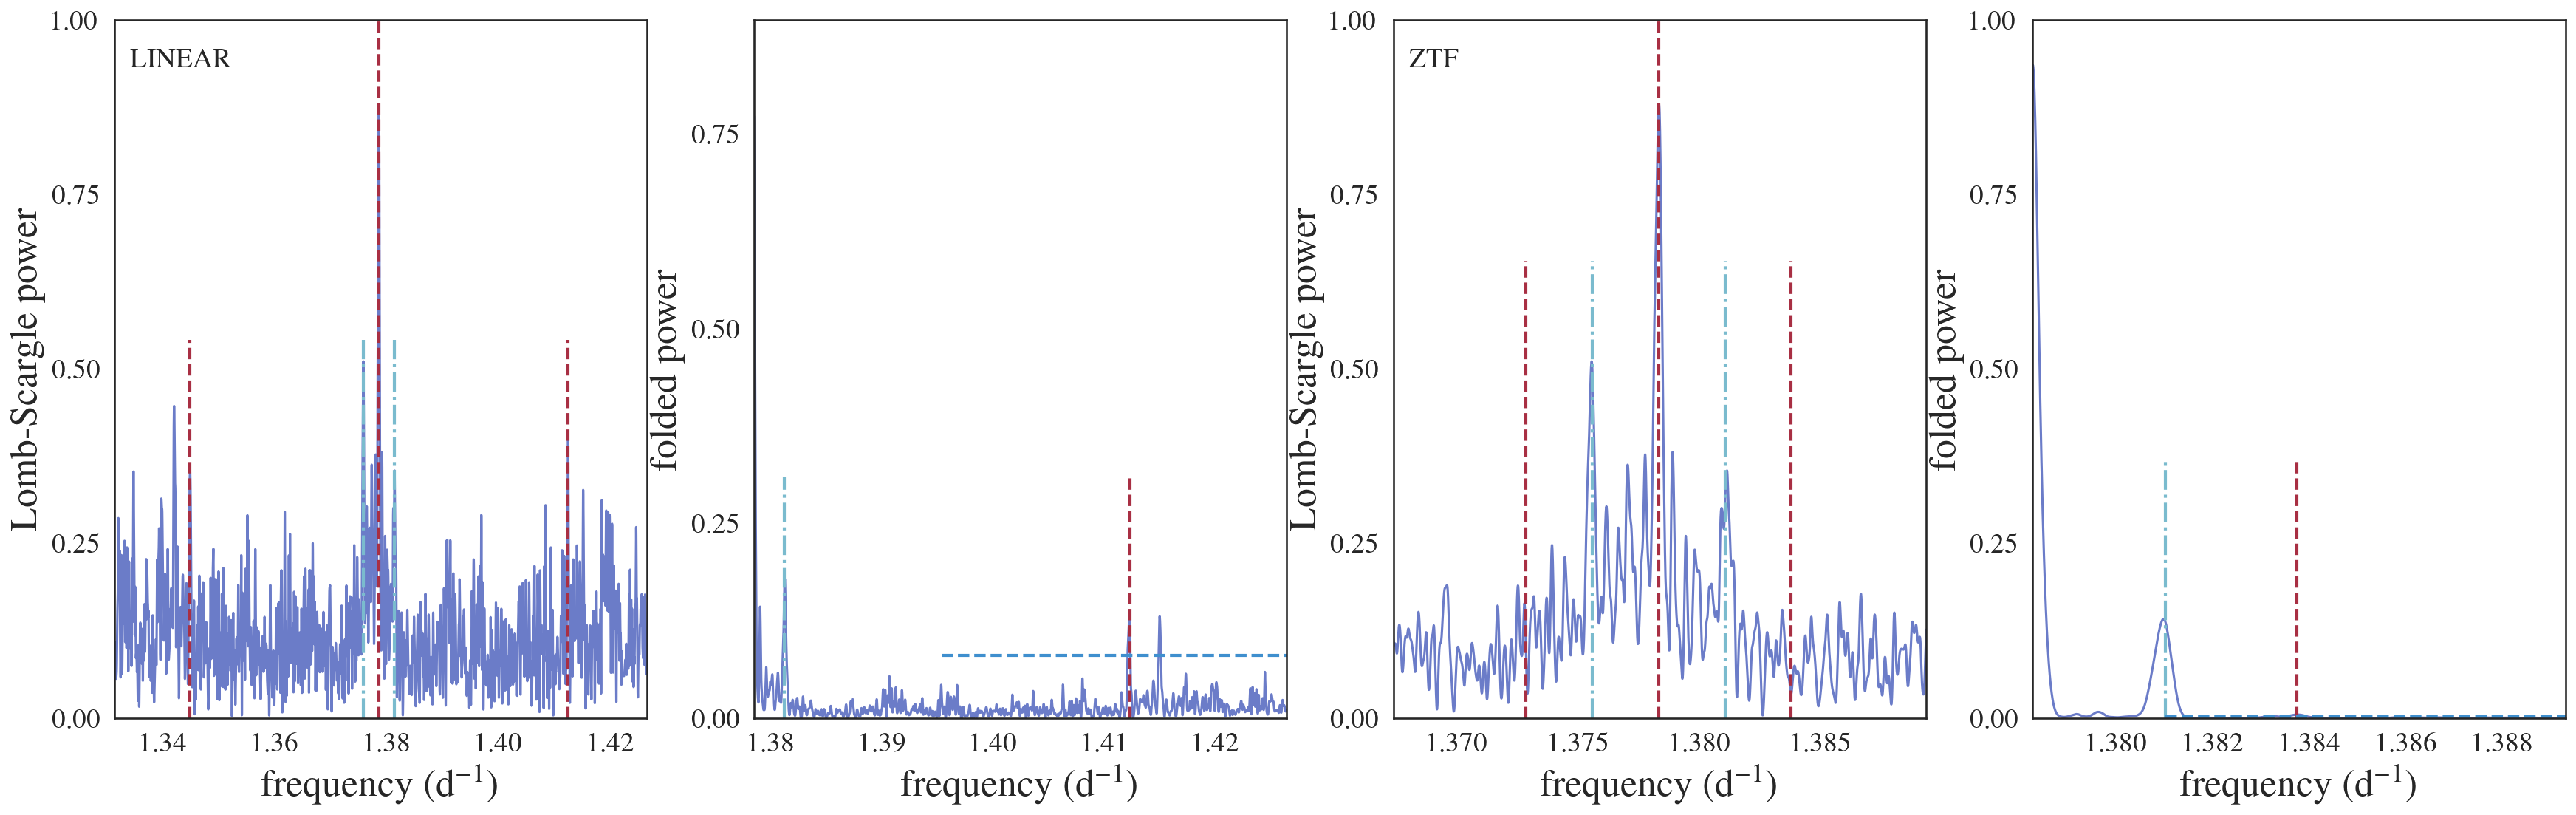 LINEAR
Lomb-Scargle power
1.00
0.75
0.50
0.25
0.00
1.34 1.36 1.38 1.40 1.42
frequency (d⁻¹)
folded power
0.75
0.50
0.25
0.00
1.38 1.39 1.40 1.41 1.42
frequency (d⁻¹)
ZTF
Lomb-Scargle power
1.00
0.75
0.50
0.25
0.00
1.370 1.375 1.380 1.385
frequency (d⁻¹)
folded power
1.00
0.75
0.50
0.25
0.00
1.380 1.382 1.384 1.386 1.388
frequency (d⁻¹)